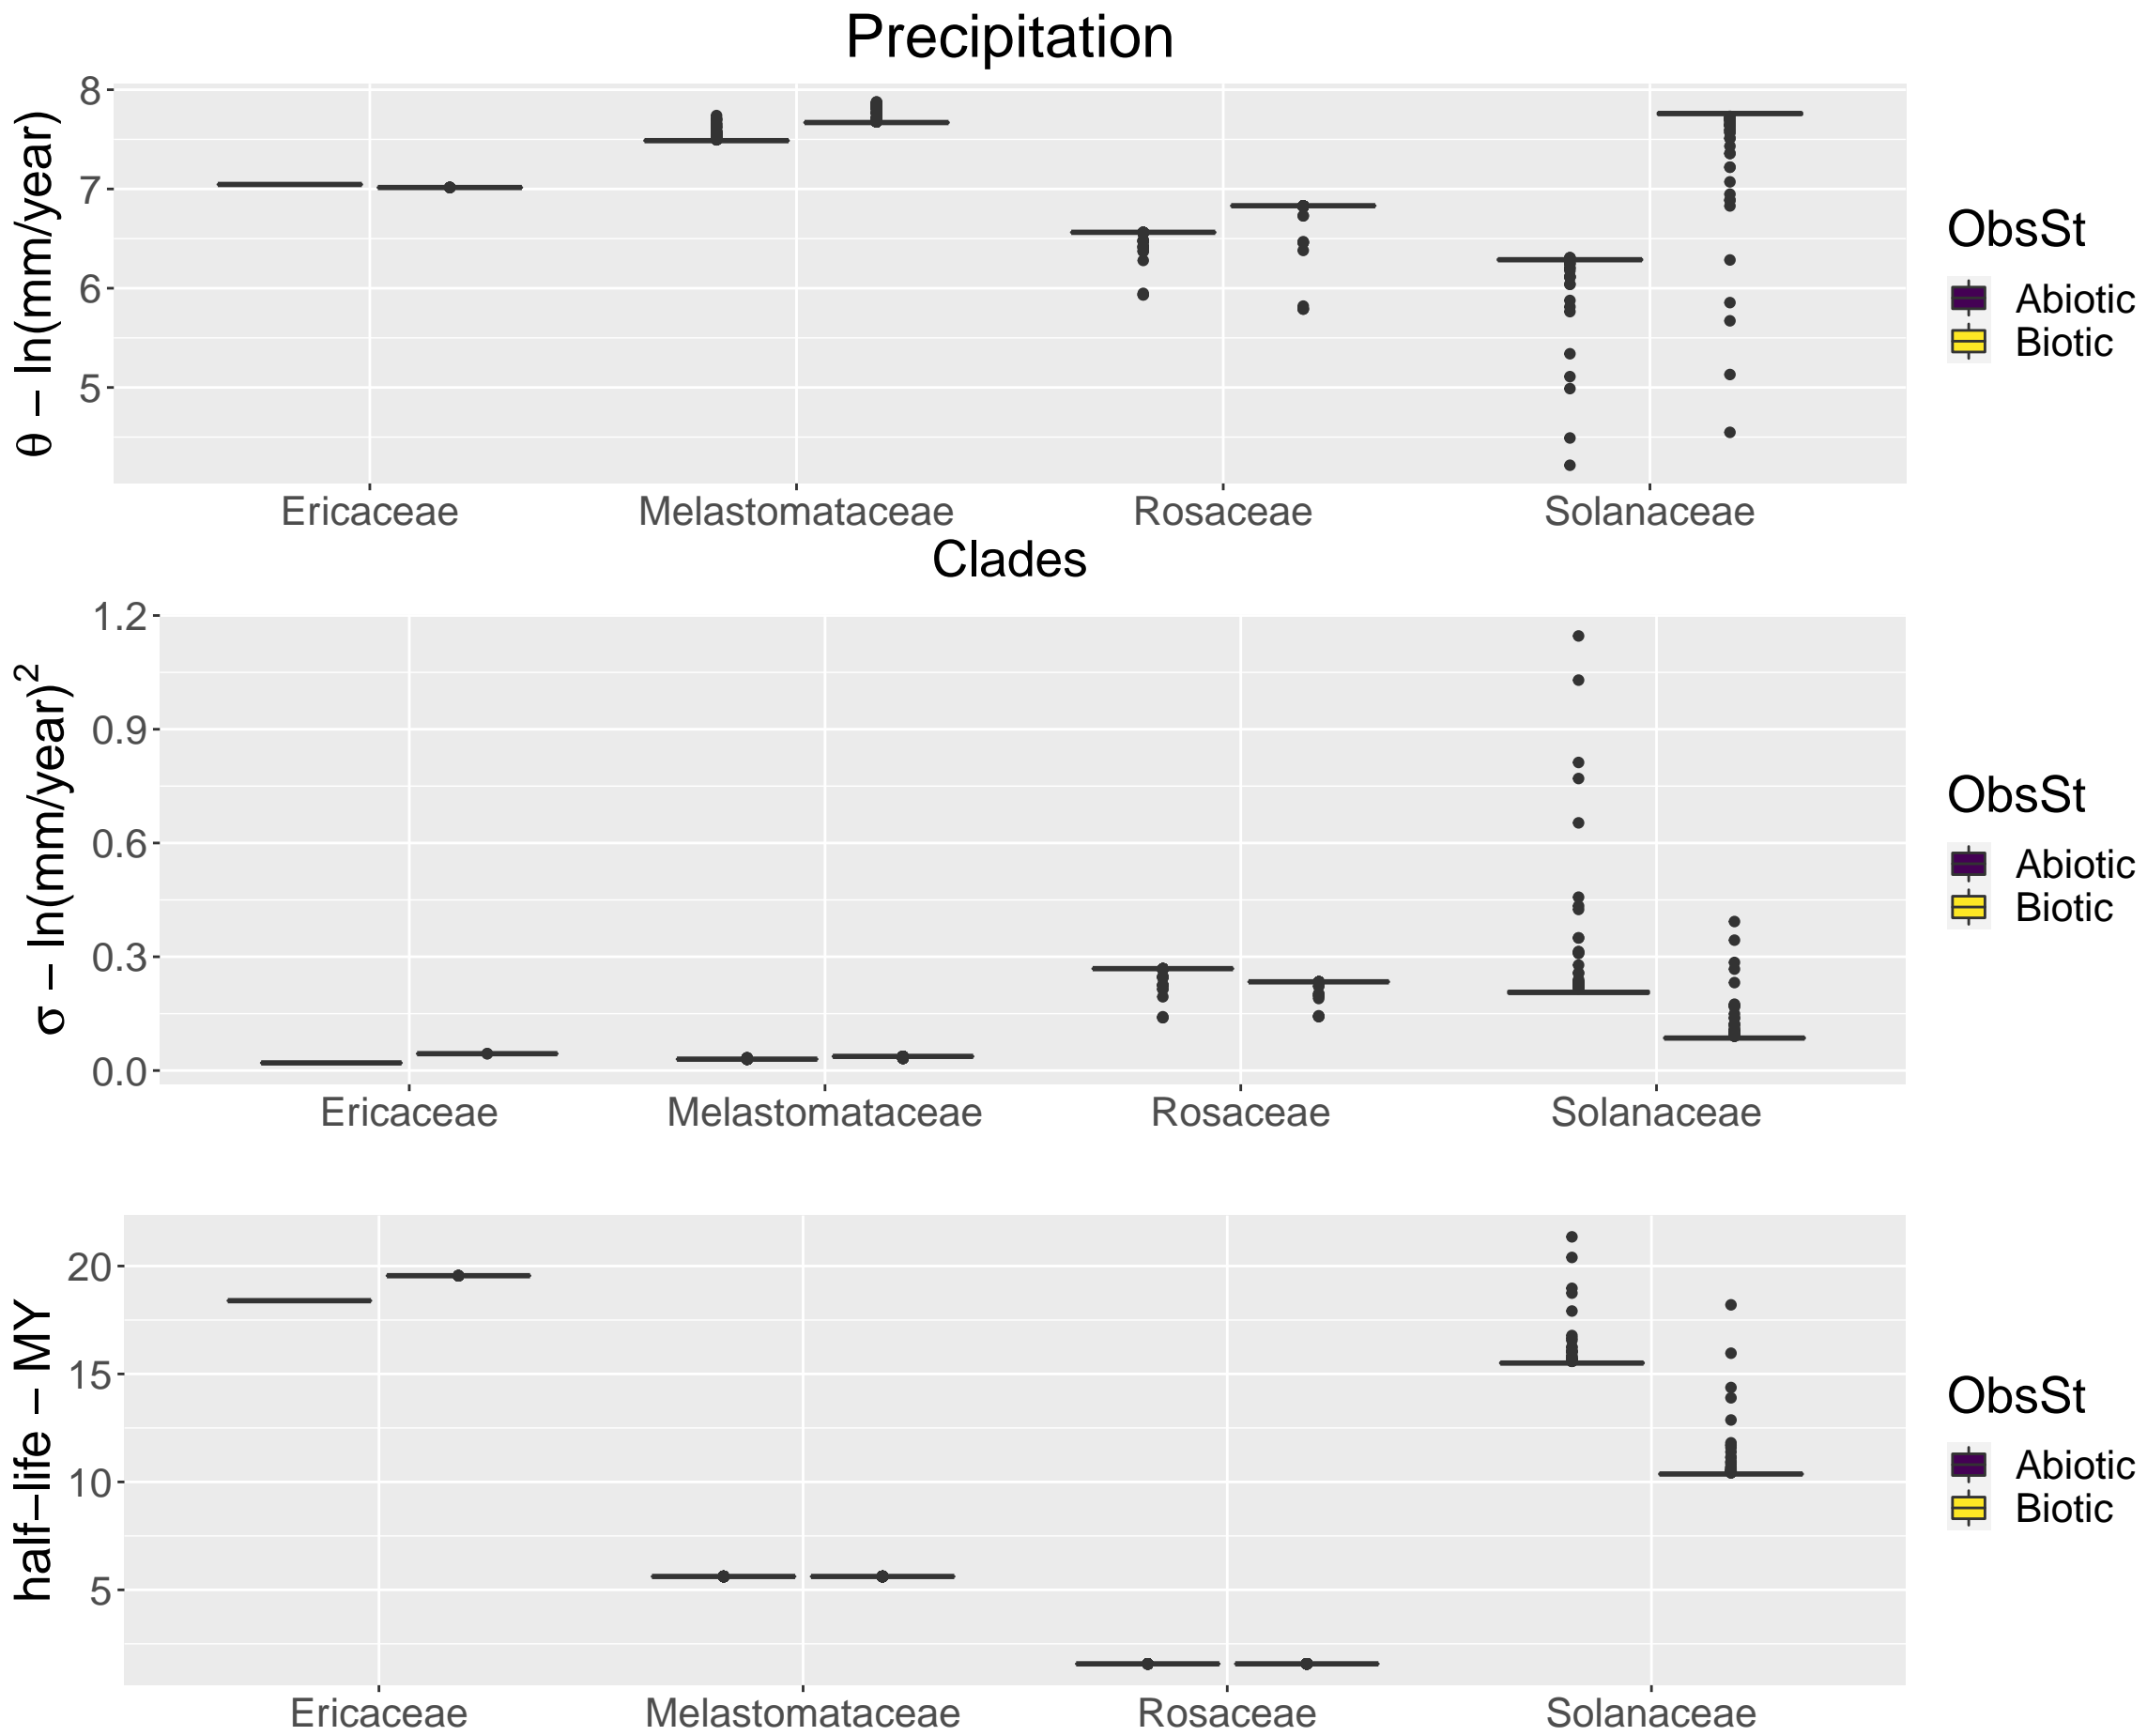 Precipitation
θ − ln(mm/year)
8
7
6
5
Ericaceae Melastomataceae Rosaceae Solanaceae
Clades
ObsSt
Abiotic
Biotic
σ − ln(mm/year)²
1.2
0.9
0.6
0.3
0.0
Ericaceae Melastomataceae Rosaceae Solanaceae
ObsSt
Abiotic
Biotic
half−life − MY
20
15
10
5
Ericaceae Melastomataceae Rosaceae Solanaceae
ObsSt
Abiotic
Biotic